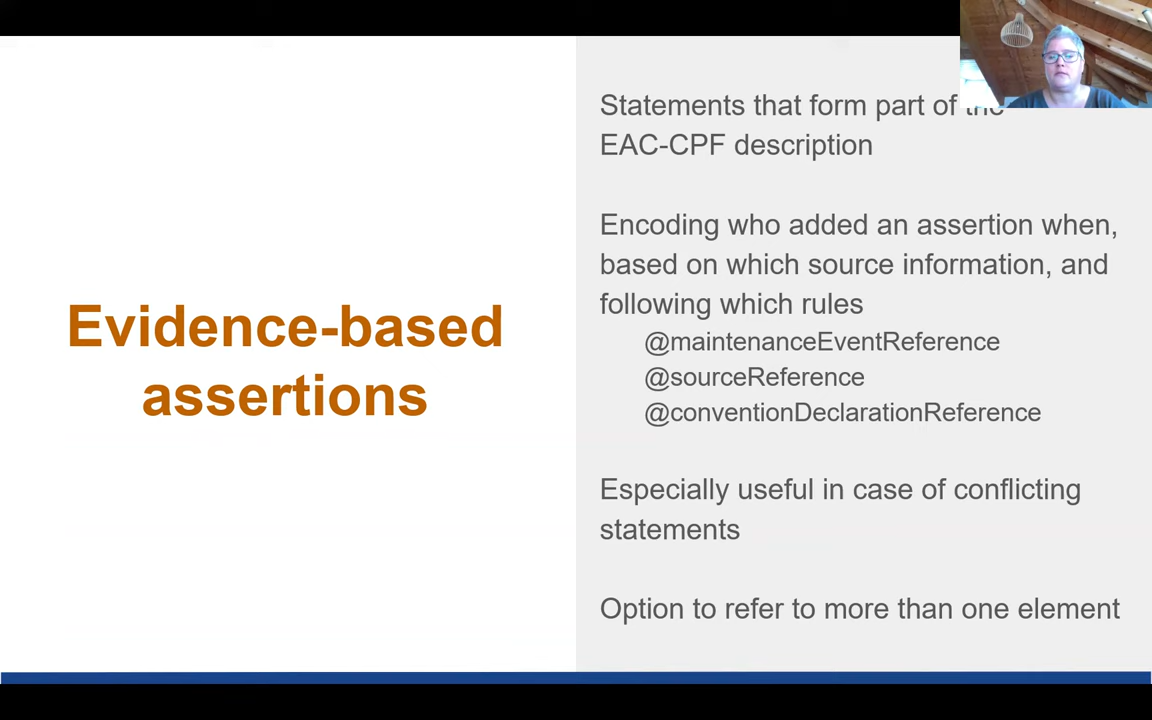 Statements that form part of the
EAC-CPF description
Encoding who added an assertion when,
based on which source information, and
following which rules
@maintenanceEventReference
@sourceReference
@conventionDeclarationReference
Especially useful in case of conflicting
statements
Option to refer to more than one element
Evidence-based
assertions